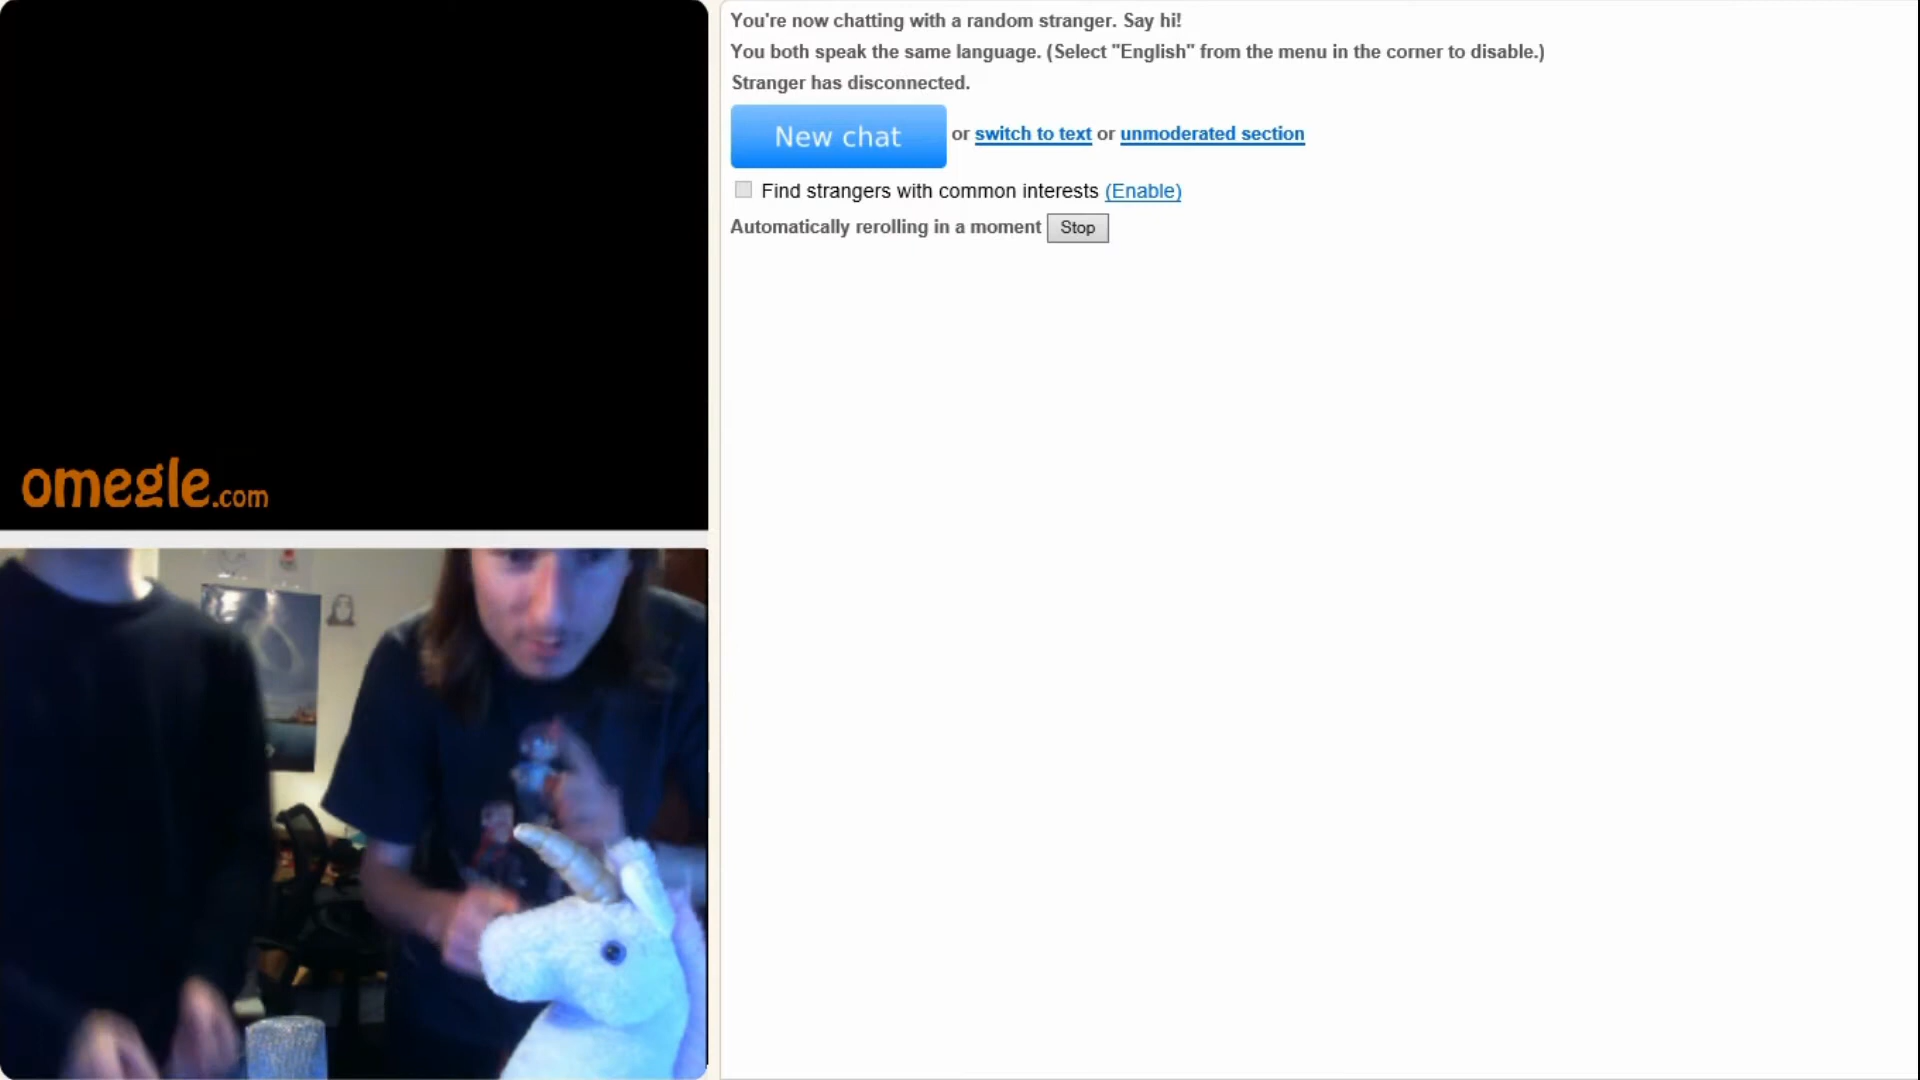 You're now chatting with a random stranger. Say hi!
You both speak the same language. (Select "English" from the menu in the corner to disable.)
Stranger has disconnected.
New chat or switch to text or unmoderated section
Find strangers with common interests (Enable)
Automatically rerolling in a moment Stop
omegle.com